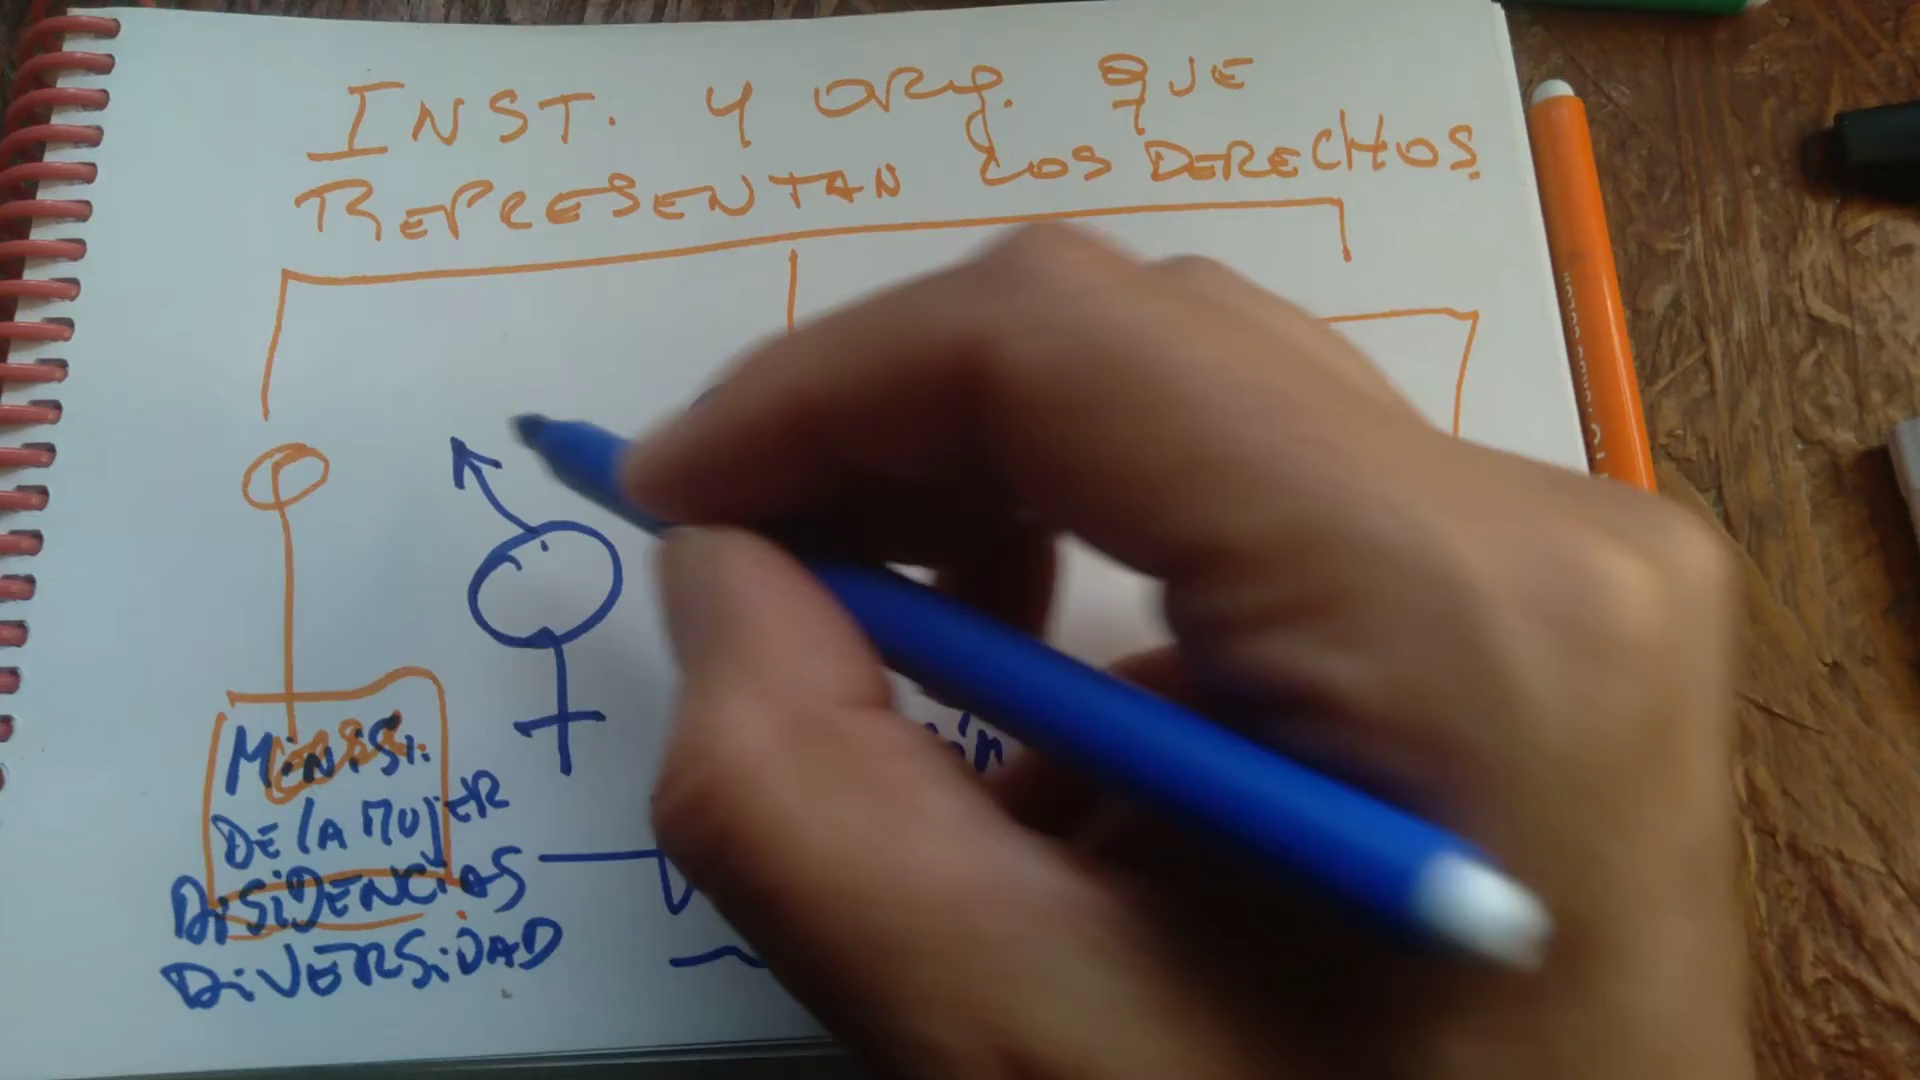 INST. Y ORG. QUE
REPRESENTAN LOS DERECHOS.
MiNiSt.
DE LA MUJER
DiSiDENCiAS
DiVERSiDAD